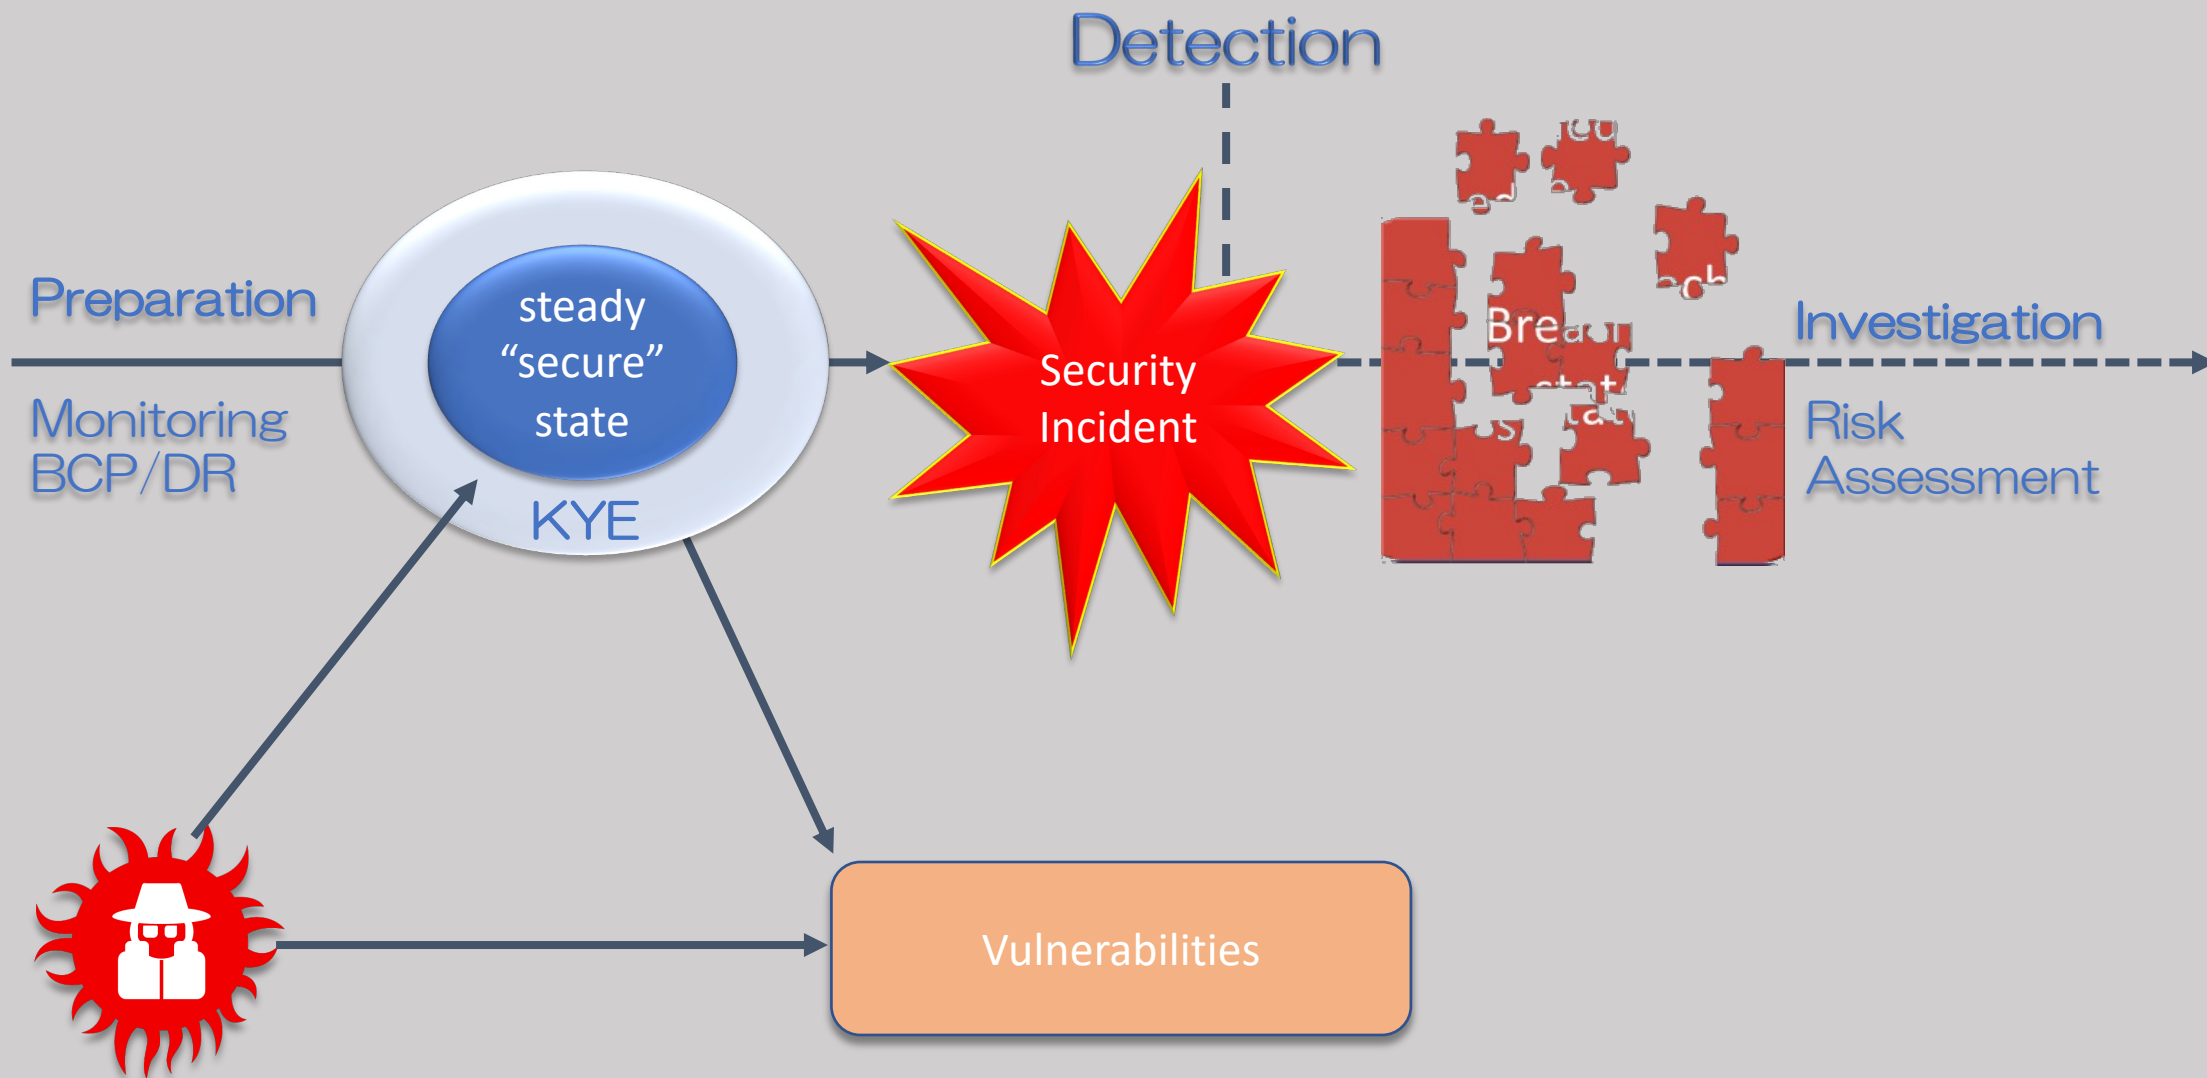 Detection
Preparation
Monitoring
BCP/DR
steady
“secure”
state
KYE
Security
Incident
Investigation
Risk
Assessment
Vulnerabilities